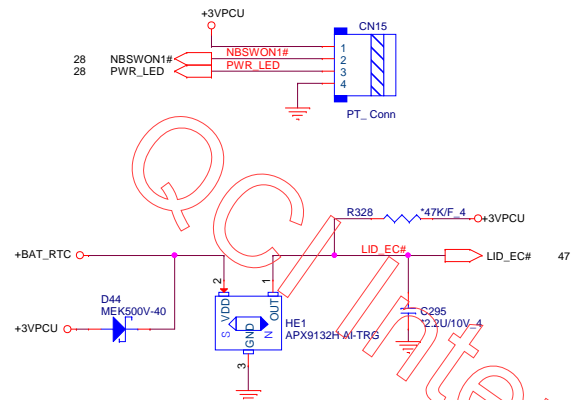 +3VPCU
CN15
28 NBSWON1# NBSWON1# 1
2
28 PWR_LED PWR_LED 3
4
PT_ Conn
QCI Inte
R328 *47K/F_4 +3VPCU
+BAT_RTC LID_EC# LID_EC# 47
2 1
D44
MEK500V-40
VDD OUT
HE1
APX9132H AI-TRG
S N
GND
C295
*2.2U/10V_4
+3VPCU
3